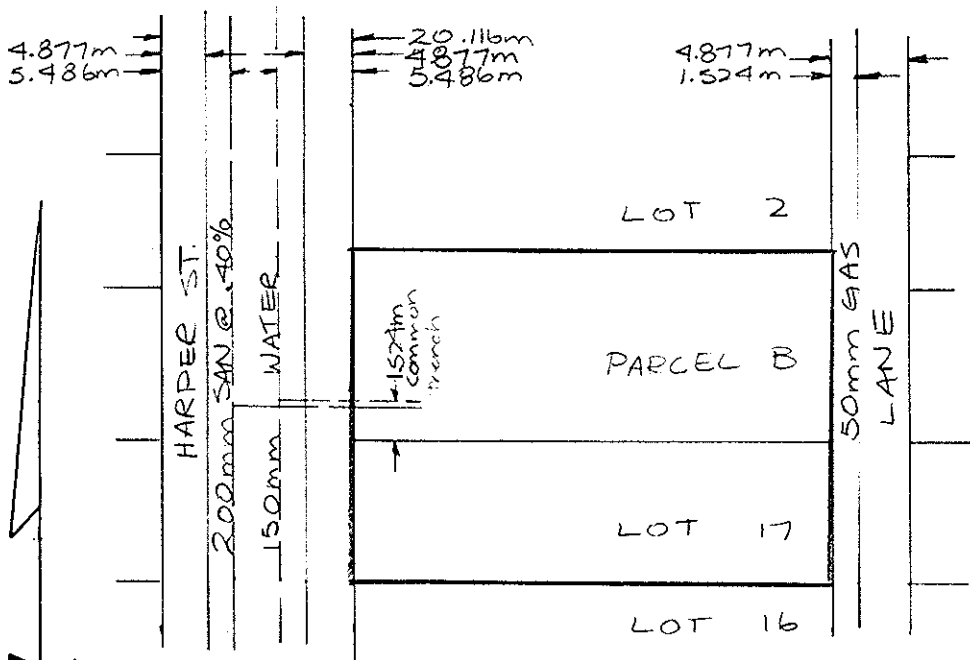 4.877m
5.486m
20.116m
4.877m
5.486m
4.877m
1.524m
LOT 2
HARPER ST.
200mm SAN @ .40%
150mm WATER
1.524m
common
trench
PARCEL B
50mm GAS
LANE
LOT 17
LOT 16